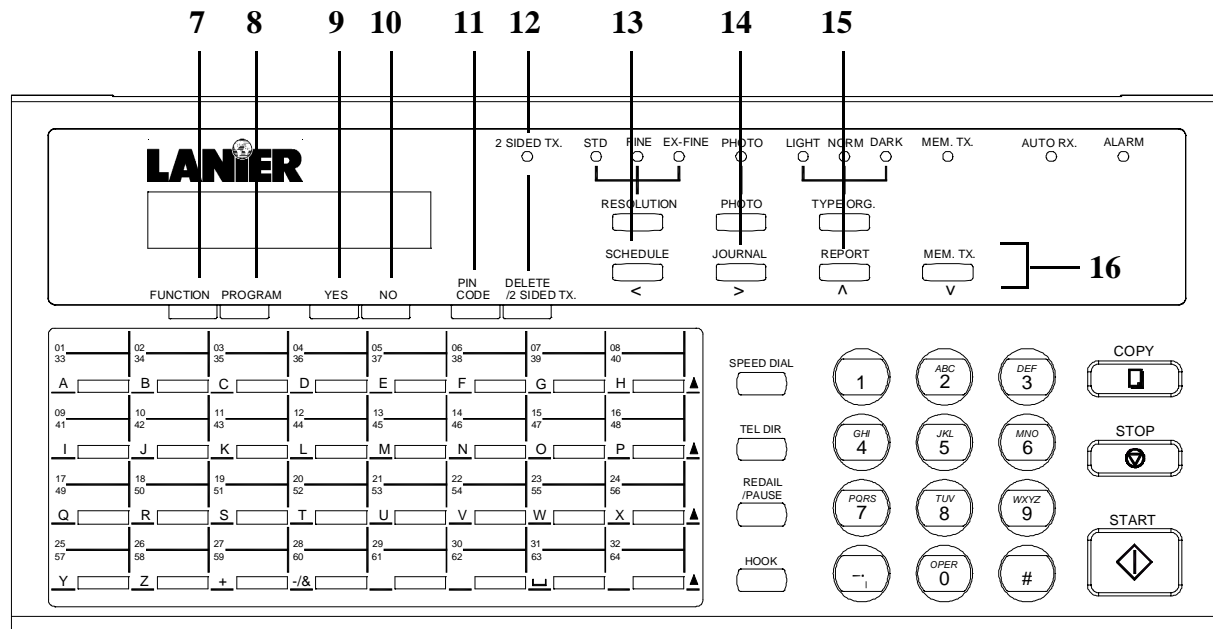 7 8 9 10 11 12 13 14 15
LANIER
2 SIDED TX. STD FINE EX-FINE PHOTO LIGHT NORM DARK MEM. TX. AUTO RX. ALARM
RESOLUTION PHOTO TYPE ORG.
SCHEDULE JOURNAL REPORT MEM. TX.
< > ∧ ∨
16
FUNCTION PROGRAM YES NO PIN CODE DELETE /2 SIDED TX.
01 02 03 04 05 06 07 08
33 34 35 36 37 38 39 40
A B C D E F G H
09 10 11 12 13 14 15 16
41 42 43 44 45 46 47 48
I J K L M N O P
17 18 19 20 21 22 23 24
49 50 51 52 53 54 55 56
Q R S T U V W X
25 26 27 28 29 30 31 32
57 58 59 60 61 62 63 64
Y Z + -/&
SPEED DIAL
TEL DIR
REDAIL
/PAUSE
HOOK
1 ABC 2 DEF 3
GHI 4 JKL 5 MNO 6
PQRS 7 TUV 8 WXYZ 9
OPER 0 #
COPY
STOP
START